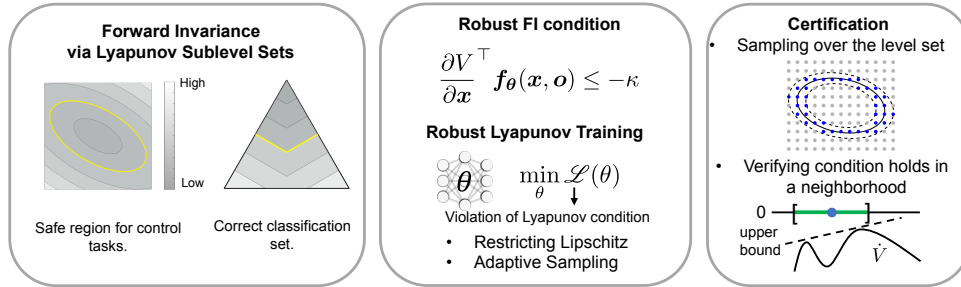 Forward Invariance
via Lyapunov Sublevel Sets
High
Low
Safe region for control
tasks.
Correct classification
set.
Robust FI condition
∂V/∂x ⊤ f_θ(x, o) ≤ −κ
Robust Lyapunov Training
θ
min_θ ℒ(θ)
Violation of Lyapunov condition
• Restricting Lipschitz
• Adaptive Sampling
Certification
• Sampling over the level set
• Verifying condition holds in
a neighborhood
0
upper
bound
V̇